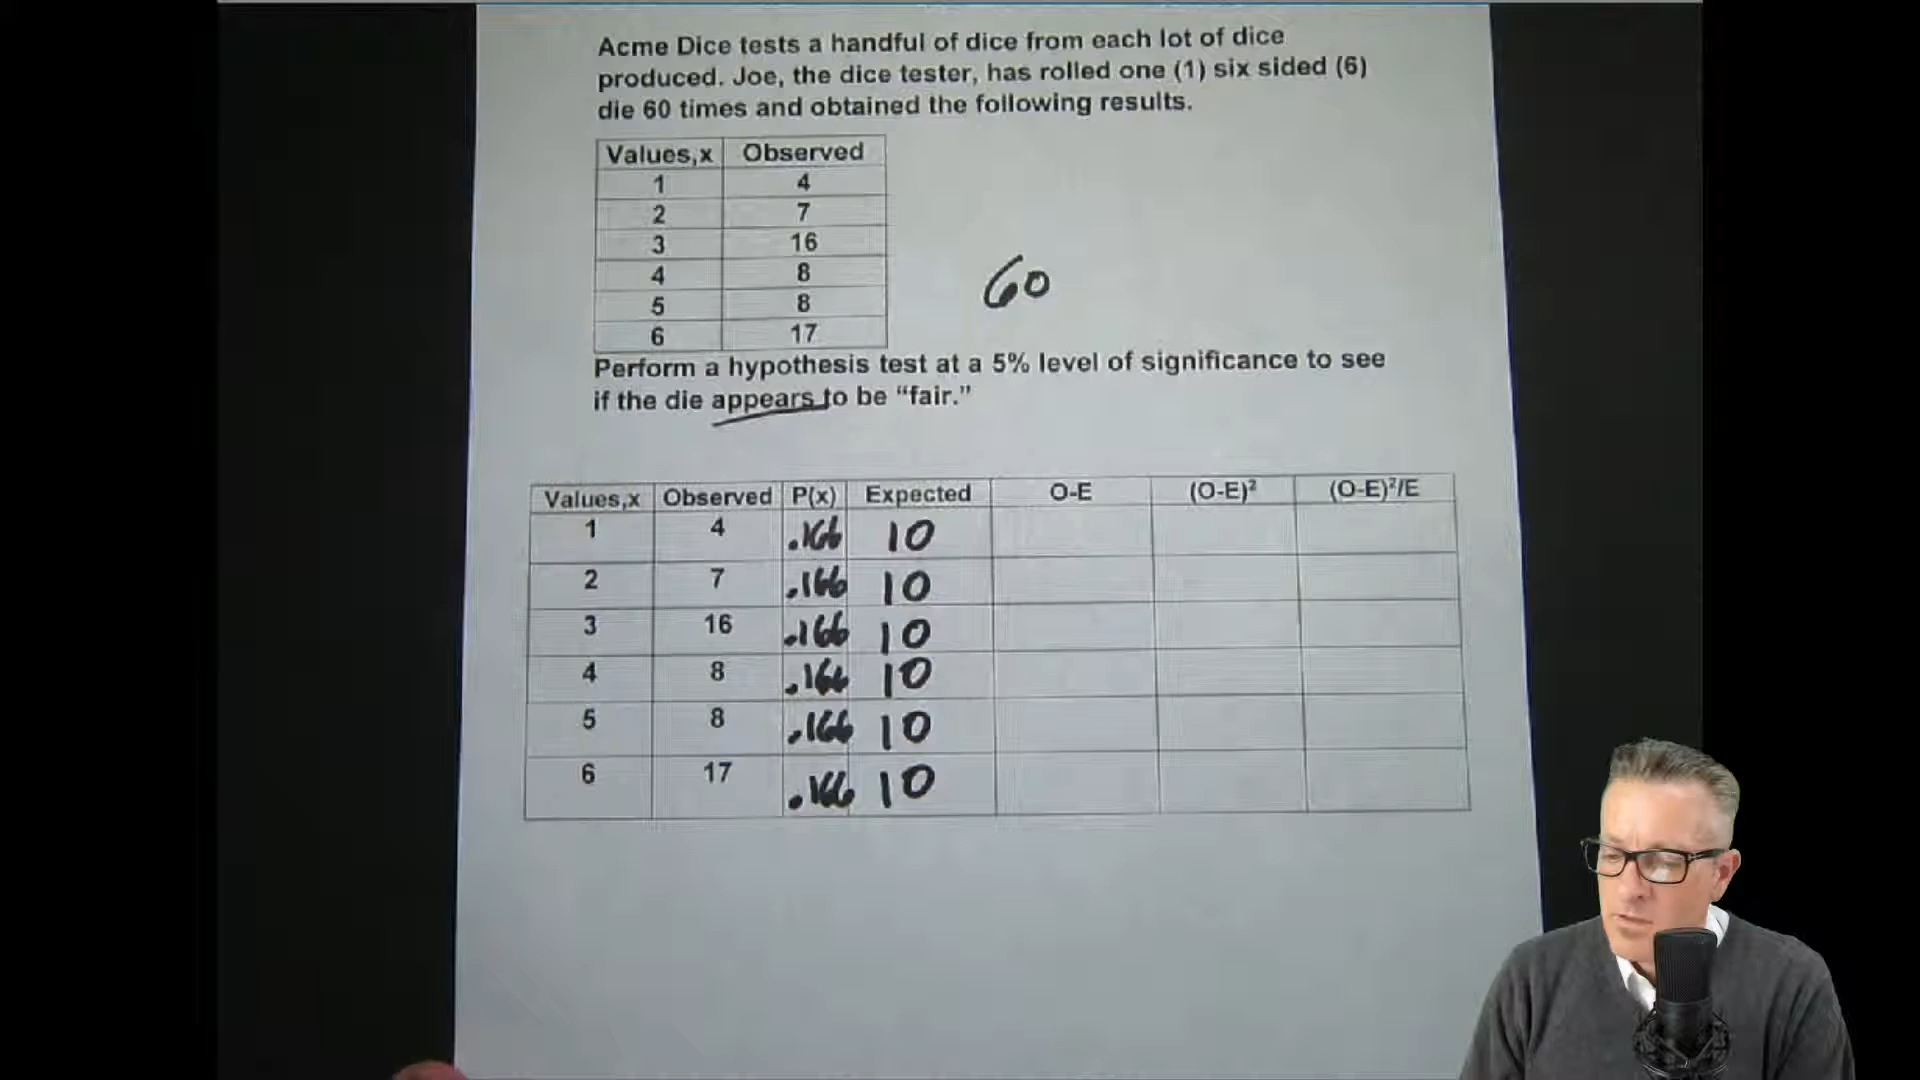 Acme Dice tests a handful of dice from each lot of dice
produced. Joe, the dice tester, has rolled one (1) six sided (6)
die 60 times and obtained the following results.
Values,x Observed
1 4
2 7
3 16
4 8
5 8
6 17
60
Perform a hypothesis test at a 5% level of significance to see
if the die appears to be “fair.”
Values,x Observed P(x) Expected O-E (O-E)² (O-E)²/E
1 4 .166 10
2 7 .166 10
3 16 .166 10
4 8 .166 10
5 8 .166 10
6 17 .166 10